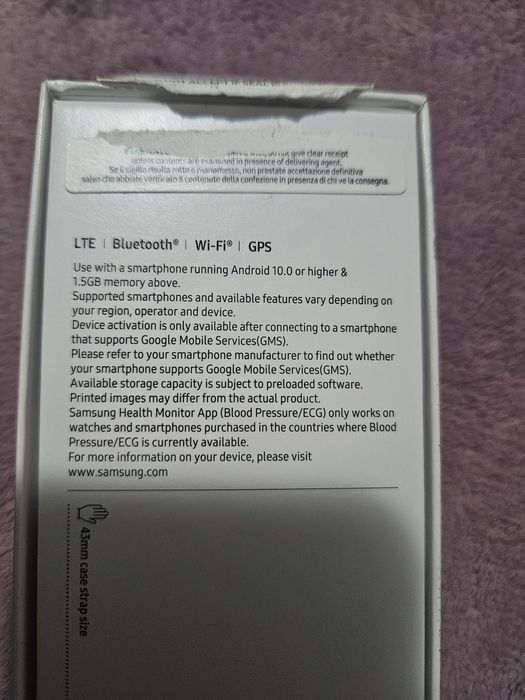 give clear receipt
unless contents are examined in presence of delivering agent.
Se il sigillo risulta rotto o manomesso, non prestate accettazione definitiva
salvo che abbiate verificato il contenuto della confezione in presenza di chi ve la consegna.
LTE | Bluetooth® | Wi-Fi® | GPS
Use with a smartphone running Android 10.0 or higher &
1.5GB memory above.
Supported smartphones and available features vary depending on
your region, operator and device.
Device activation is only available after connecting to a smartphone
that supports Google Mobile Services(GMS).
Please refer to your smartphone manufacturer to find out whether
your smartphone supports Google Mobile Services(GMS).
Available storage capacity is subject to preloaded software.
Printed images may differ from the actual product.
Samsung Health Monitor App (Blood Pressure/ECG) only works on
watches and smartphones purchased in the countries where Blood
Pressure/ECG is currently available.
For more information on your device, please visit
www.samsung.com
43mm case strap size